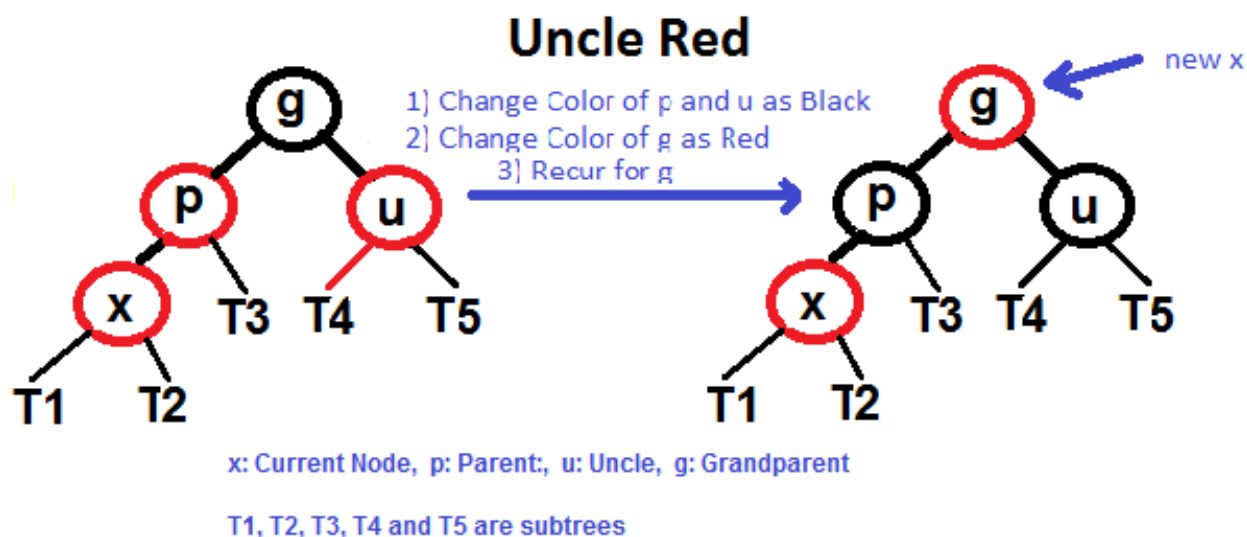 Uncle Red
new x
1) Change Color of p and u as Black
2) Change Color of g as Red
3) Recur for g
g
p
u
x
T3
T4
T5
T1
T2
g
p
u
x
T3
T4
T5
T1
T2
x: Current Node, p: Parent:, u: Uncle, g: Grandparent
T1, T2, T3, T4 and T5 are subtrees